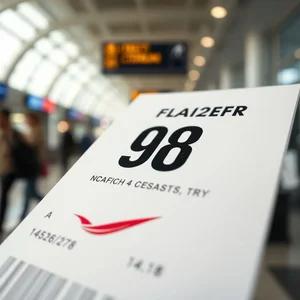 FLAI2EFR
98
NCAFICH 4 CESASTS, TRY
A
14526/278
14.18